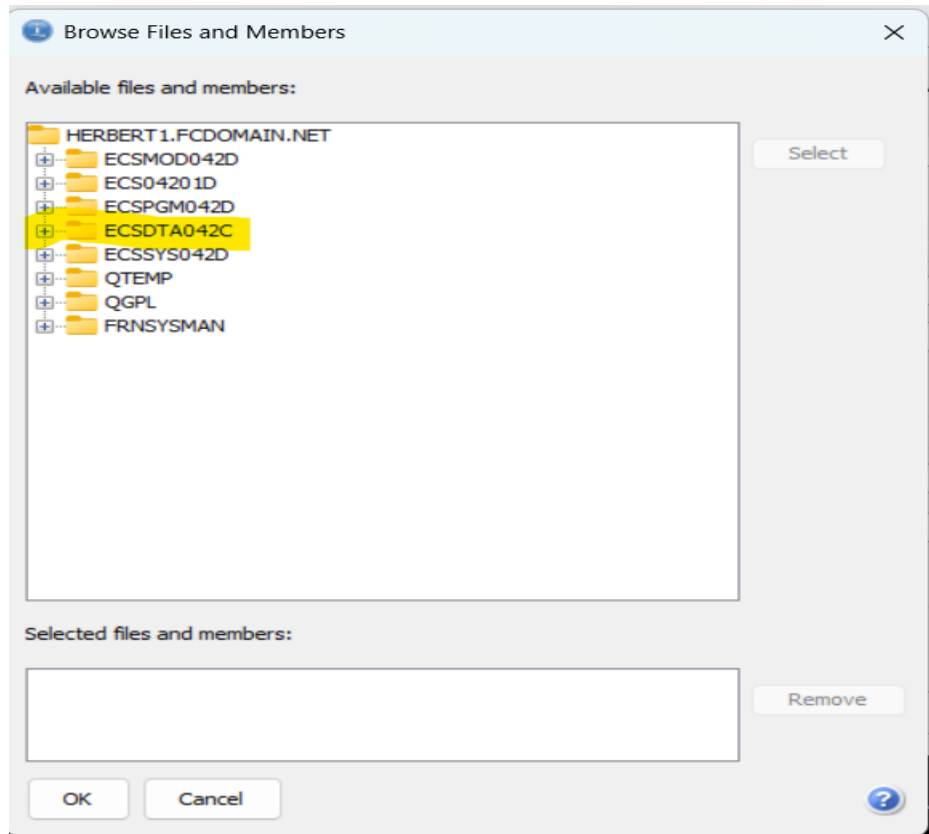 Browse Files and Members
Available files and members:
HERBERT1.FCDOMAIN.NET
Select
ECSMOD042D
ECS04201D
ECSPGM042D
ECSDTA042C
ECSSYS042D
QTEMP
QGPL
FRNSYSMAN
Selected files and members:
Remove
OK Cancel